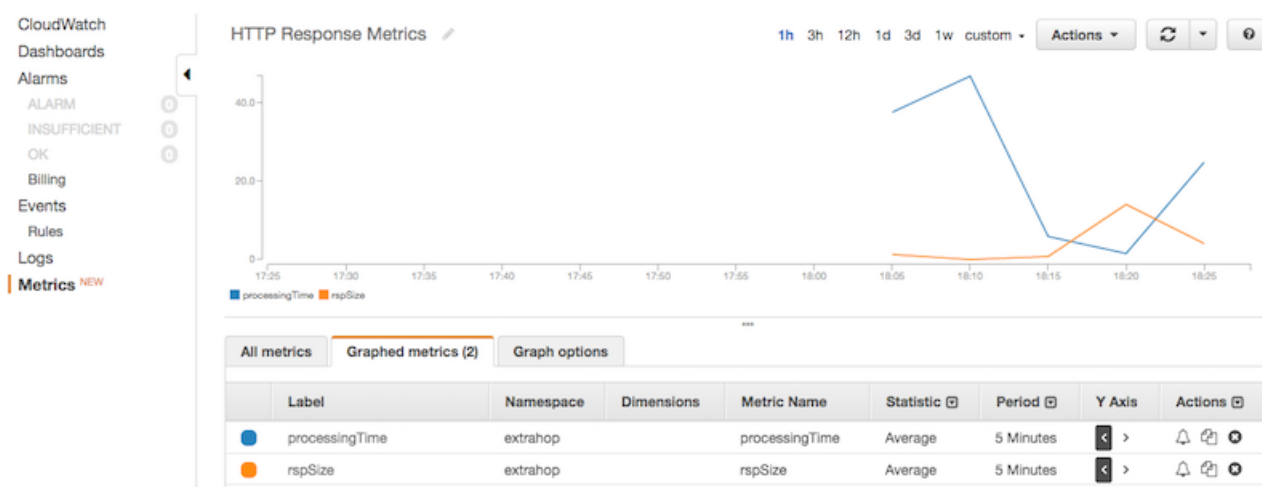 CloudWatch
Dashboards
Alarms
ALARM 0
INSUFFICIENT 0
OK 0
Billing
Events
Rules
Logs
Metrics NEW
HTTP Response Metrics
1h 3h 12h 1d 3d 1w custom Actions
40.0
20.0
0
17:25 17:30 17:35 17:40 17:45 17:50 17:55 18:00 18:05 18:10 18:15 18:20 18:25
processingTime rspSize
All metrics Graphed metrics (2) Graph options
Label Namespace Dimensions Metric Name Statistic Period Y Axis Actions
processingTime extrahop processingTime Average 5 Minutes
rspSize extrahop rspSize Average 5 Minutes